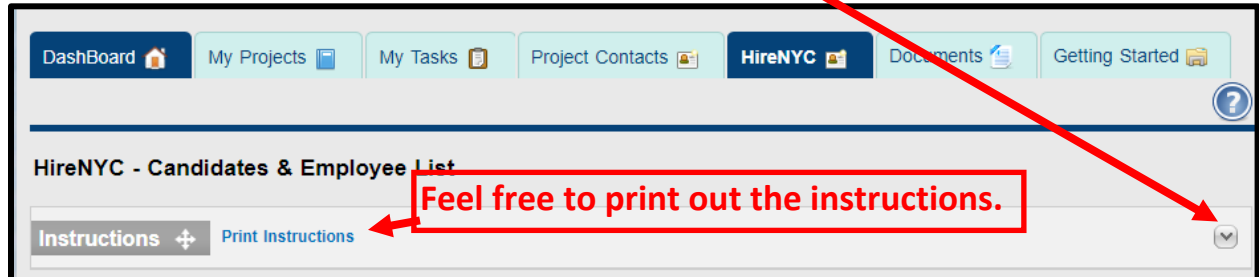 DashBoard My Projects My Tasks Project Contacts HireNYC Documents Getting Started
?
HireNYC - Candidates & Employee List
Feel free to print out the instructions.
Instructions Print Instructions